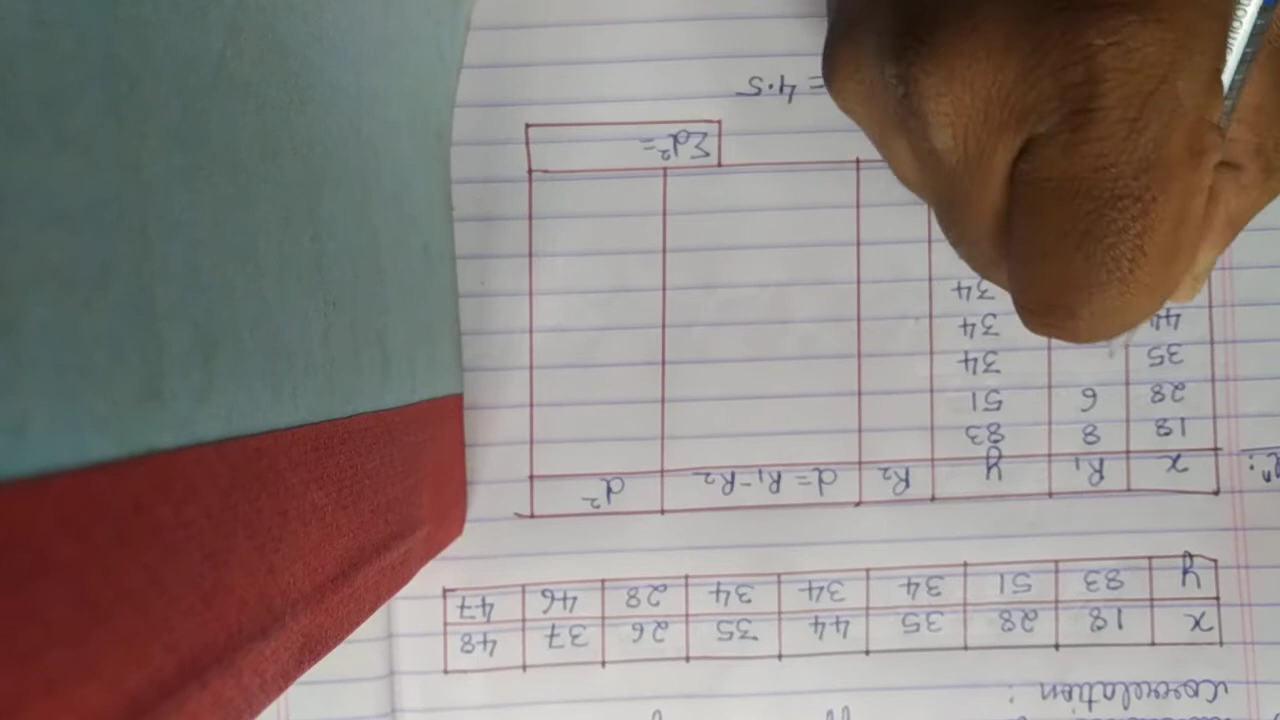 correlation:
x 18 28 35 44 35 26 37 48
y 83 51 34 34 34 28 46 47
x R1 y R2 d = R1-R2 d²
18 8 83
28 6 51
35 34
44 34
34
Σd²=
= 4.5